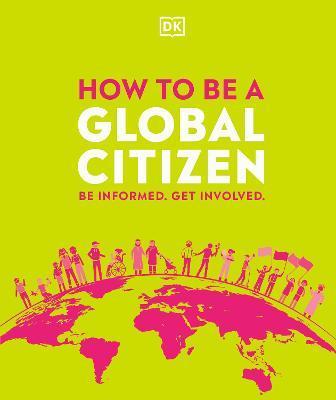 DK
HOW TO BE A
GLOBAL
CITIZEN
BE INFORMED. GET INVOLVED.